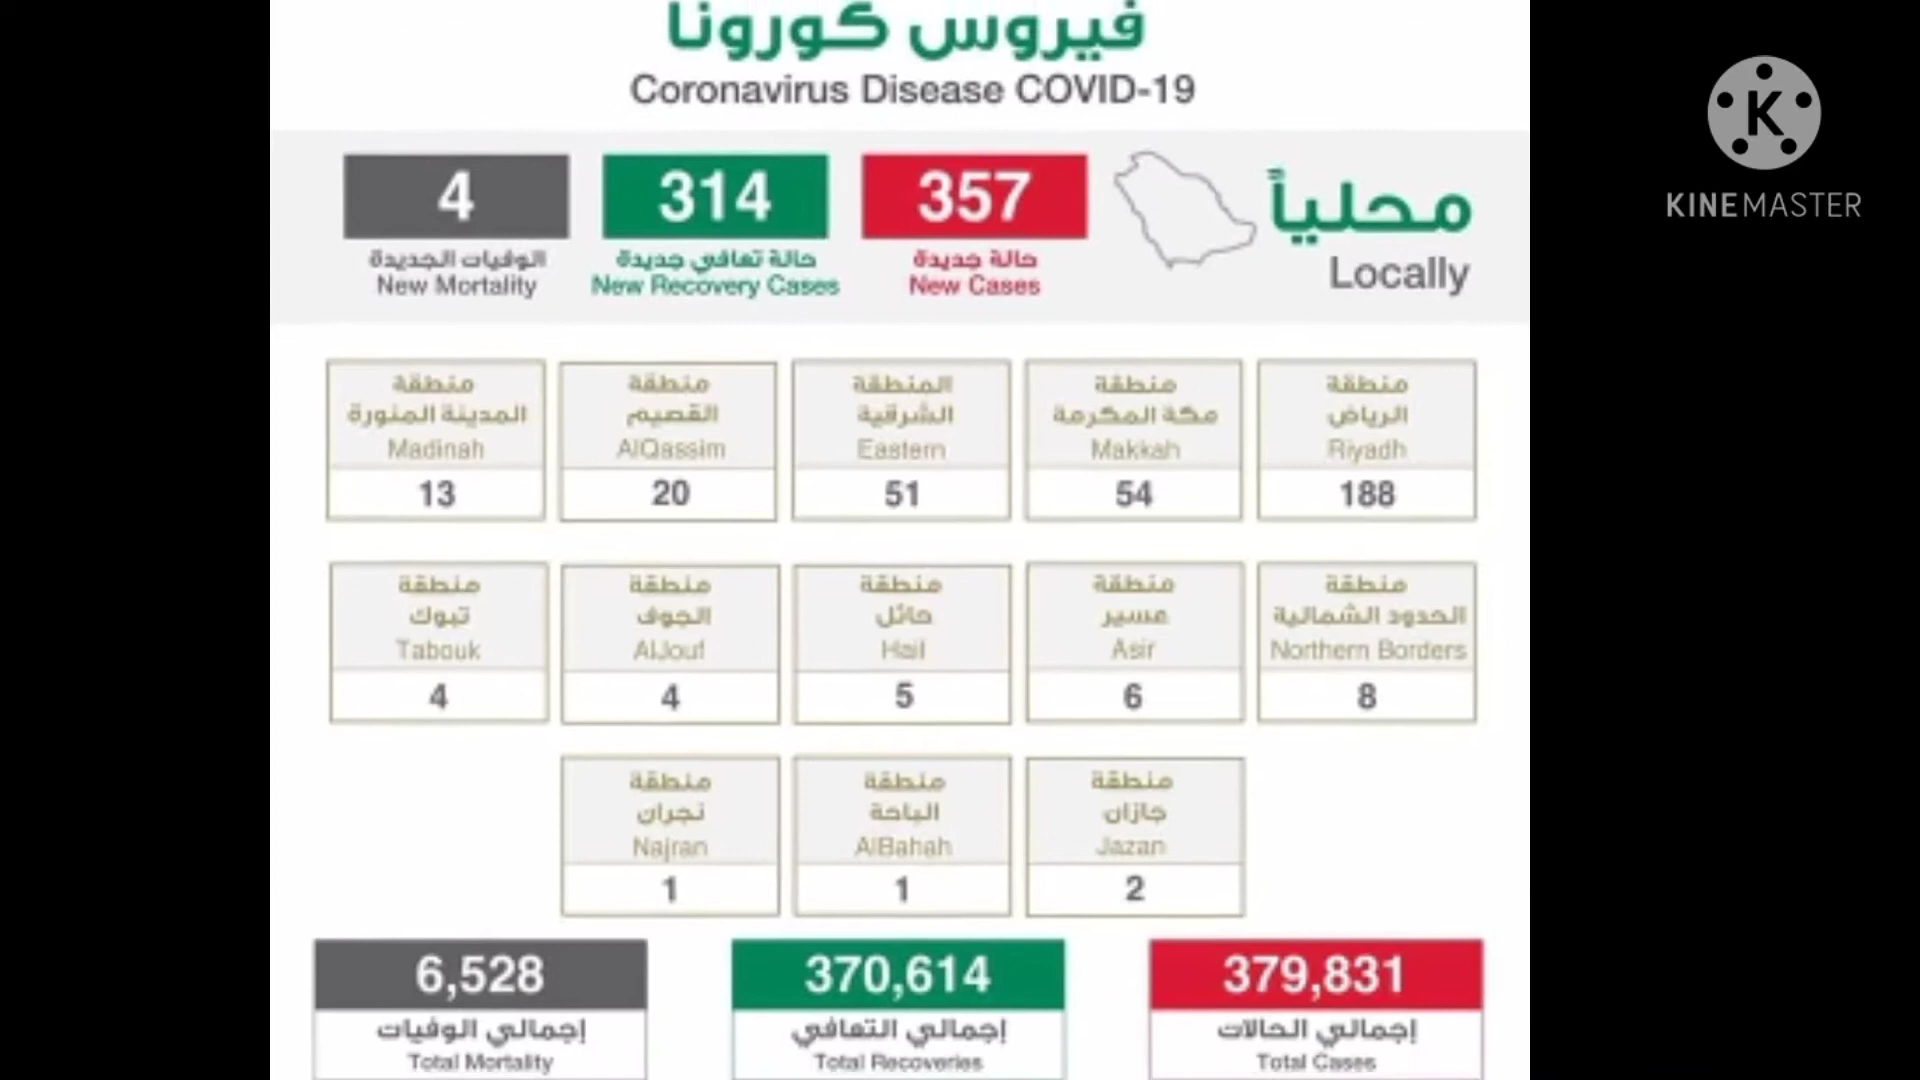 فيروس كورونا
Coronavirus Disease COVID-19
محلياً
Locally
357
حالة جديدة
New Cases
314
حالة تعافي جديدة
New Recovery Cases
4
الوفيات الجديدة
New Mortality
منطقة
الرياض
Riyadh
188
منطقة
مكة المكرمة
Makkah
54
المنطقة
الشرقية
Eastern
51
منطقة
القصيم
AlQassim
20
منطقة
المدينة المنورة
Madinah
13
منطقة
الحدود الشمالية
Northern Borders
8
منطقة
عسير
Asir
6
منطقة
حائل
Hail
5
منطقة
الجوف
AlJouf
4
منطقة
تبوك
Tabouk
4
منطقة
جازان
Jazan
2
منطقة
الباحة
AlBahah
1
منطقة
نجران
Najran
1
379,831
إجمالي الحالات
Total Cases
370,614
إجمالي التعافي
Total Recoveries
6,528
إجمالي الوفيات
Total Mortality
K
KINEMASTER